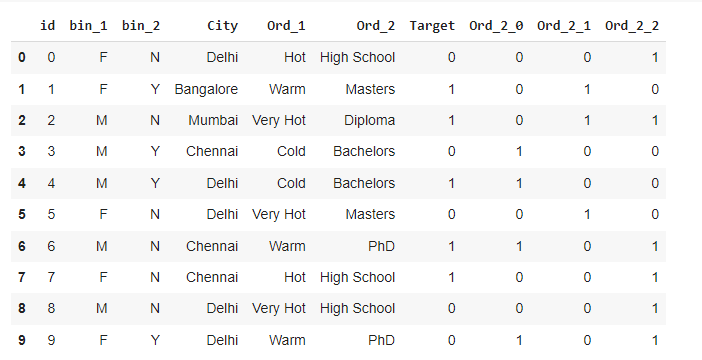 id bin_1 bin_2 City Ord_1 Ord_2 Target Ord_2_0 Ord_2_1 Ord_2_2
0 0 F N Delhi Hot High School 0 0 0 1
1 1 F Y Bangalore Warm Masters 1 0 1 0
2 2 M N Mumbai Very Hot Diploma 1 0 1 1
3 3 M Y Chennai Cold Bachelors 0 1 0 0
4 4 M Y Delhi Cold Bachelors 1 1 0 0
5 5 F N Delhi Very Hot Masters 0 0 1 0
6 6 M N Chennai Warm PhD 1 1 0 1
7 7 F N Chennai Hot High School 1 0 0 1
8 8 M N Delhi Very Hot High School 0 0 0 1
9 9 F Y Delhi Warm PhD 0 1 0 1